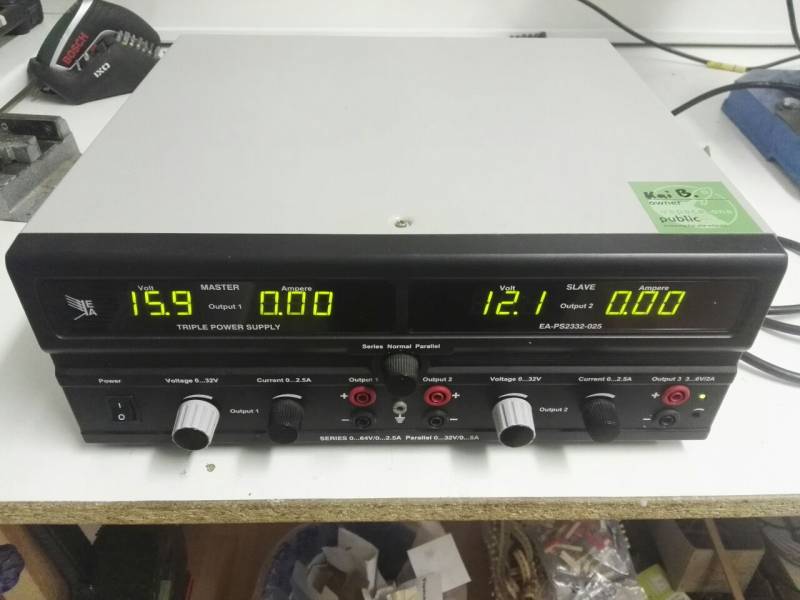 BOSCH
IXO
Kai B.
owner
public
Volt MASTER Ampere
15.9 Output 1 0.00
TRIPLE POWER SUPPLY
EA
Volt SLAVE Ampere
12.1 Output 2 0.00
EA-PS2332-025
Series Normal Parallel
Power
I
O
Voltage 0...32V
Current 0...2.5A
Output 1
Output 1
+
-
Output 2
+
-
Voltage 0...32V
Current 0...2.5A
Output 2
Output 3 3...6V/2A
+
-
SERIES 0...64V/0...2.5A Parallel 0...32V/0...5A